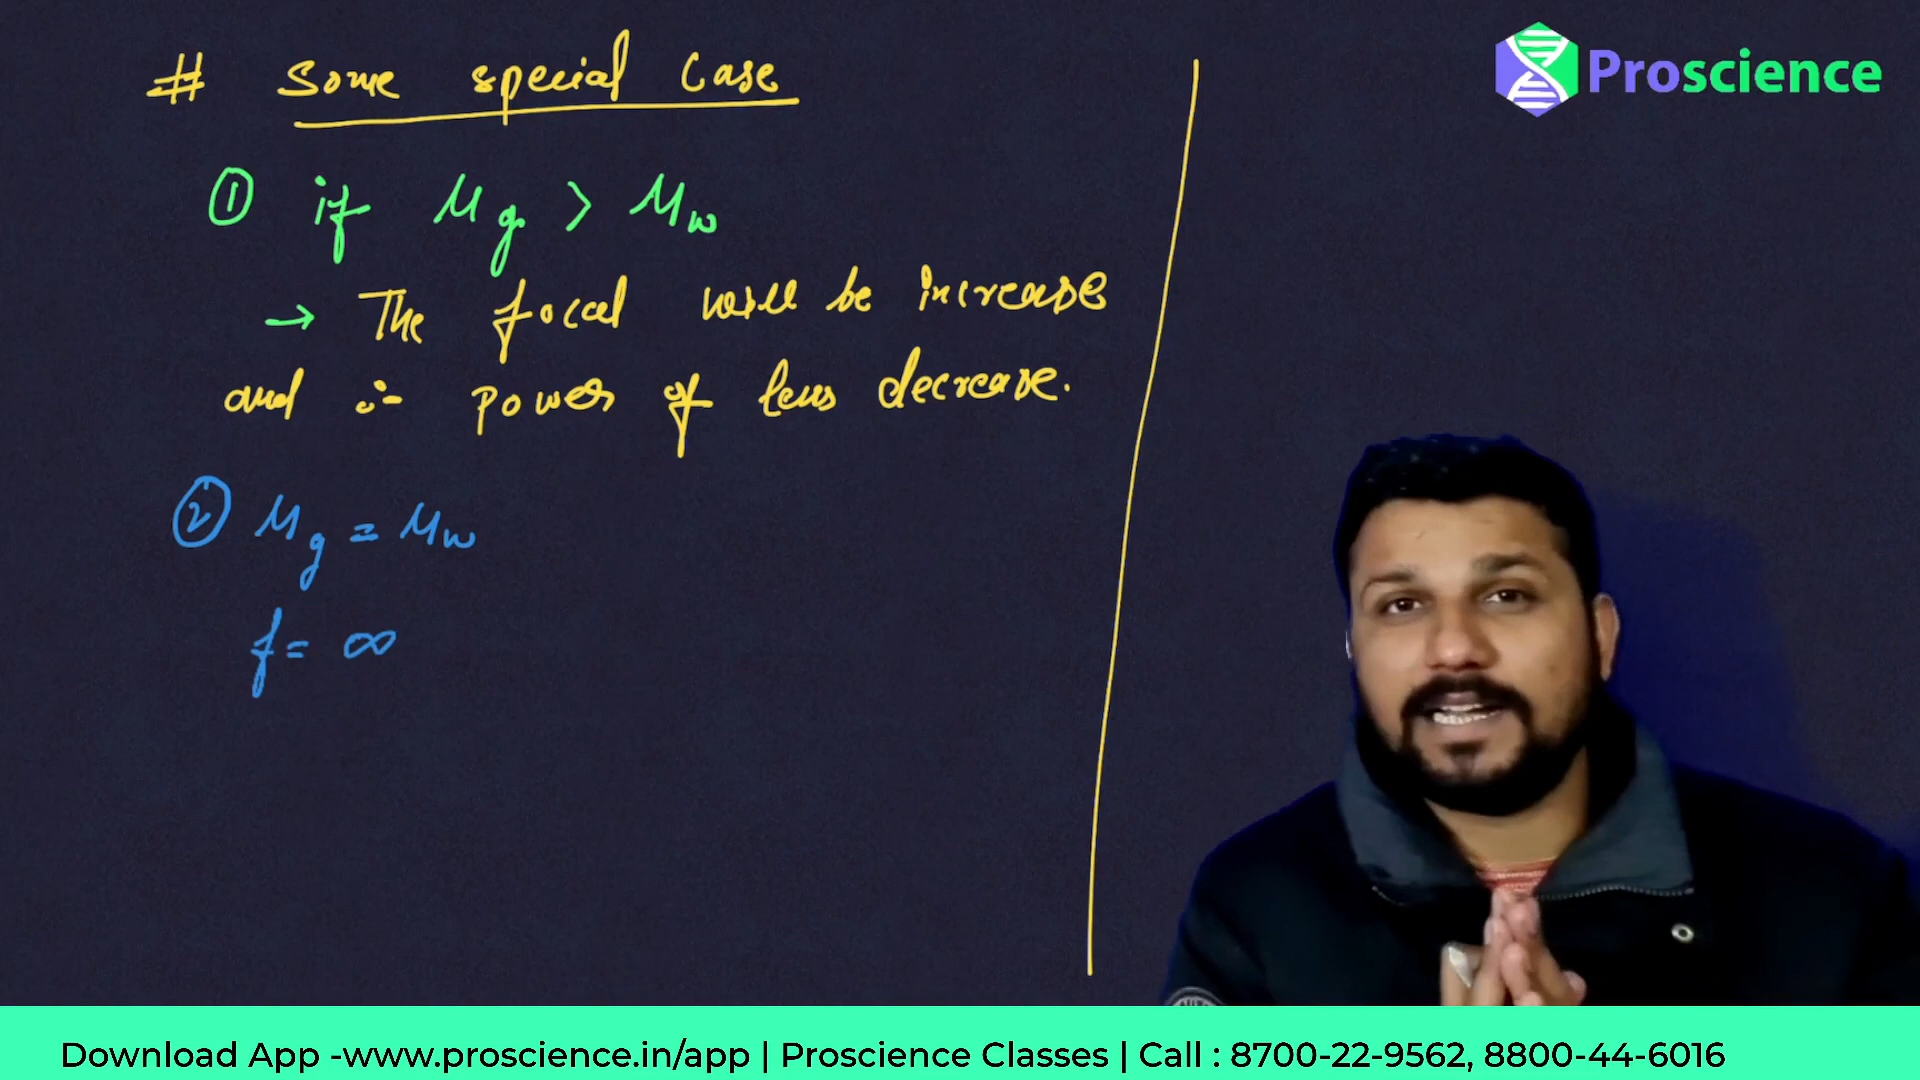 # Some special Case
① if μg > μw
→ The focal will be increase
and ∴ power of lens decrease.
② μg = μw
f = ∞
Proscience
Download App -www.proscience.in/app | Proscience Classes | Call : 8700-22-9562, 8800-44-6016